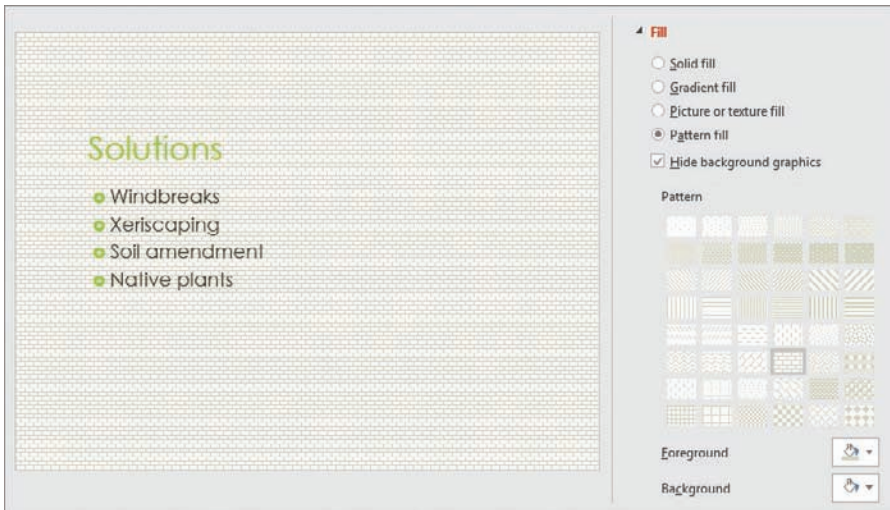 Solutions
Windbreaks
Xeriscaping
Soil amendment
Native plants
Fill
Solid fill
Gradient fill
Picture or texture fill
Pattern fill
Hide background graphics
Pattern
Foreground
Background